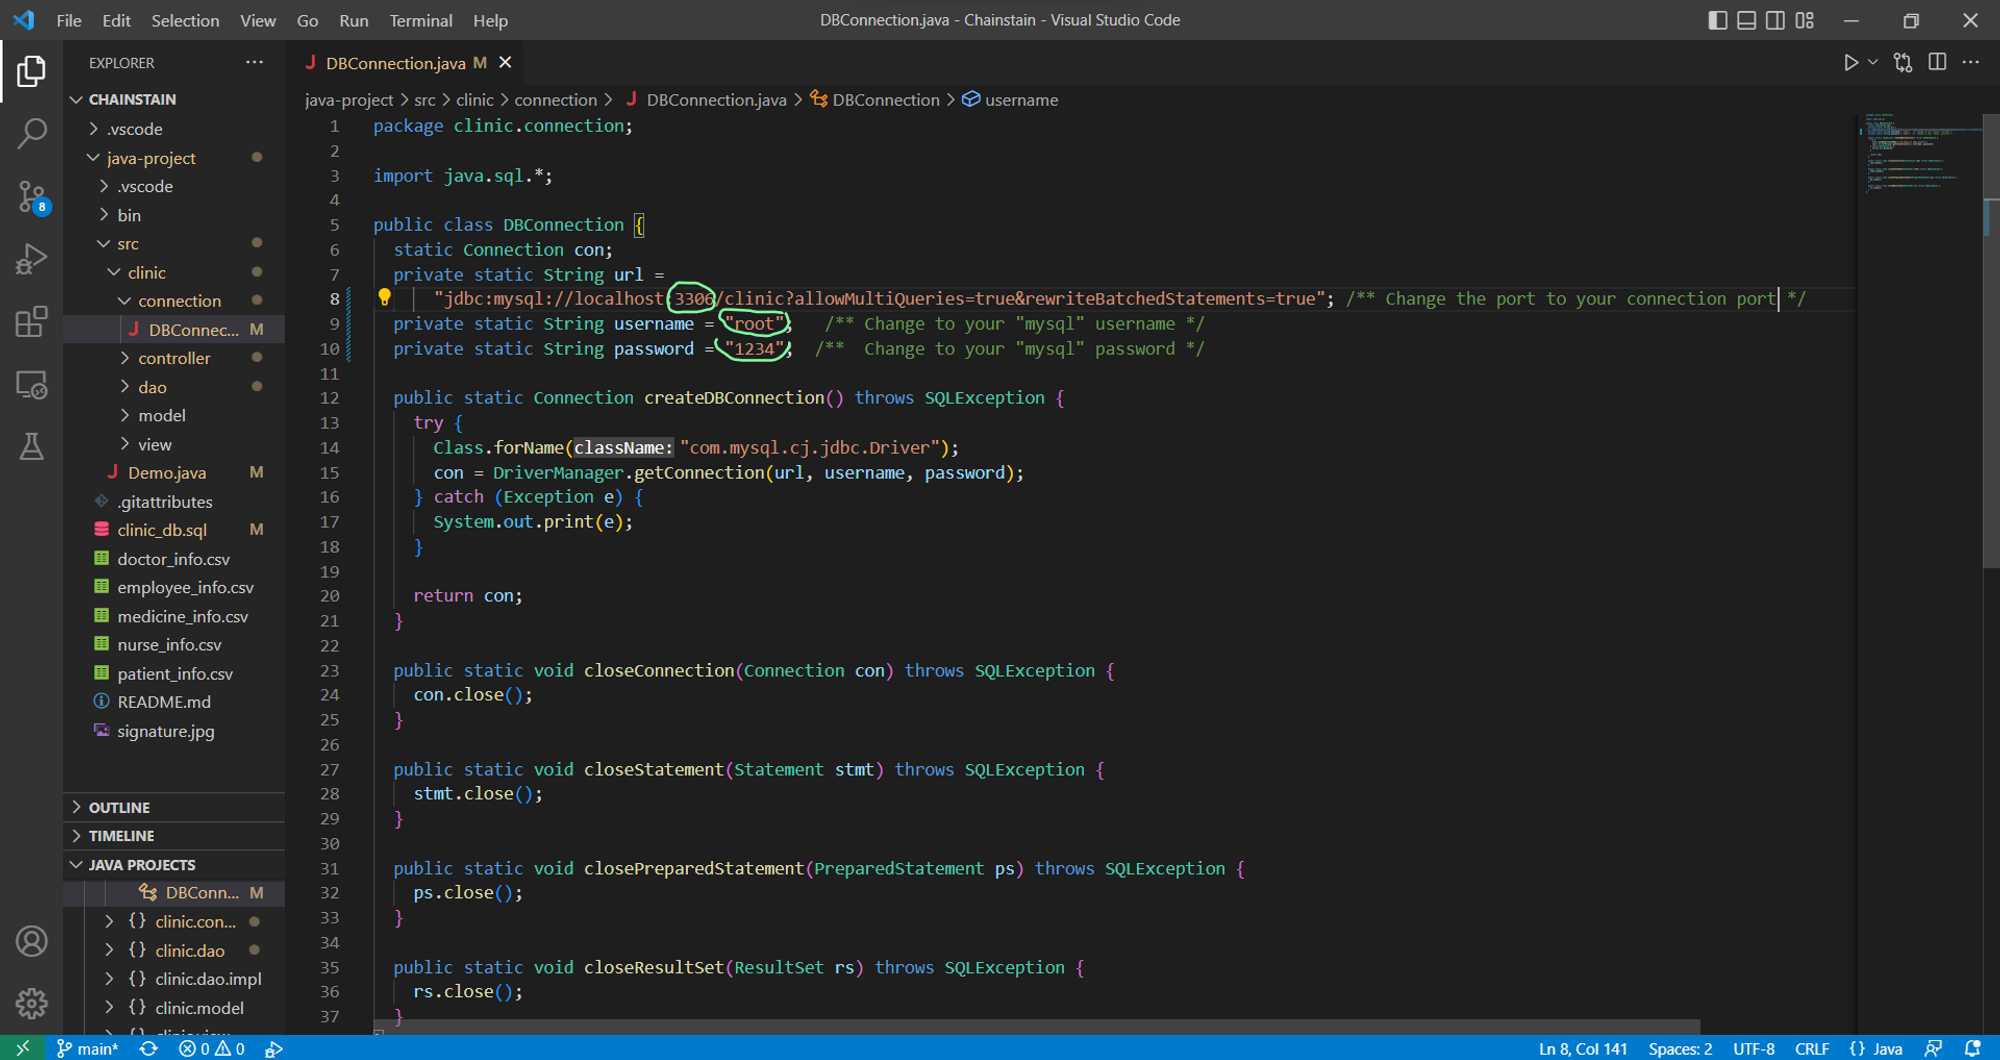 File Edit Selection View Go Run Terminal Help
DBConnection.java - Chainstain - Visual Studio Code
EXPLORER
CHAINSTAIN
.vscode
java-project
.vscode
bin
src
clinic
connection
J DBConnec... M
controller
dao
model
view
J Demo.java M
.gitattributes
clinic_db.sql M
doctor_info.csv
employee_info.csv
medicine_info.csv
nurse_info.csv
patient_info.csv
README.md
signature.jpg
OUTLINE
TIMELINE
JAVA PROJECTS
DBConn... M
{} clinic.con...
{} clinic.dao
{} clinic.dao.impl
{} clinic.model
8
J DBConnection.java M
java-project > src > clinic > connection > J DBConnection.java > DBConnection > username
1 package clinic.connection;
2
3 import java.sql.*;
4
5 public class DBConnection {
6 static Connection con;
7 private static String url =
8 "jdbc:mysql://localhost:3306/clinic?allowMultiQueries=true&rewriteBatchedStatements=true"; /** Change the port to your connection port */
9 private static String username = "root"; /** Change to your "mysql" username */
10 private static String password = "1234"; /** Change to your "mysql" password */
11
12 public static Connection createDBConnection() throws SQLException {
13 try {
14 Class.forName(className: "com.mysql.cj.jdbc.Driver");
15 con = DriverManager.getConnection(url, username, password);
16 } catch (Exception e) {
17 System.out.print(e);
18 }
19
20 return con;
21 }
22
23 public static void closeConnection(Connection con) throws SQLException {
24 con.close();
25 }
26
27 public static void closeStatement(Statement stmt) throws SQLException {
28 stmt.close();
29 }
30
31 public static void closePreparedStatement(PreparedStatement ps) throws SQLException {
32 ps.close();
33 }
34
35 public static void closeResultSet(ResultSet rs) throws SQLException {
36 rs.close();
37 }
main* 0 0 Ln 8, Col 141 Spaces: 2 UTF-8 CRLF {} Java